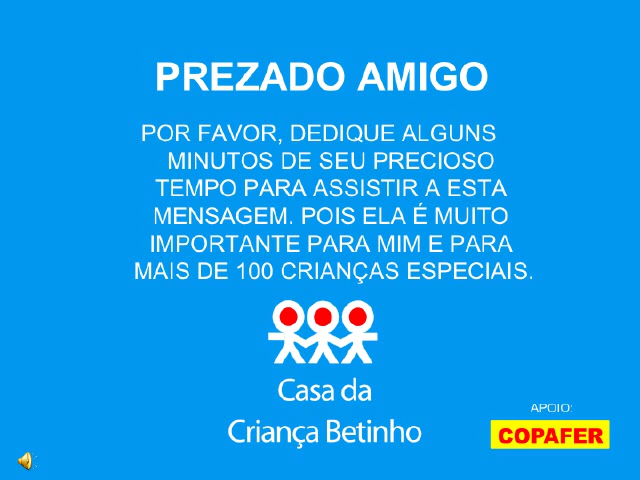 PREZADO AMIGO
POR FAVOR, DEDIQUE ALGUNS
MINUTOS DE SEU PRECIOSO
TEMPO PARA ASSISTIR A ESTA
MENSAGEM. POIS ELA É MUITO
IMPORTANTE PARA MIM E PARA
MAIS DE 100 CRIANÇAS ESPECIAIS.
Casa da
Criança Betinho
APOIO:
COPAFER